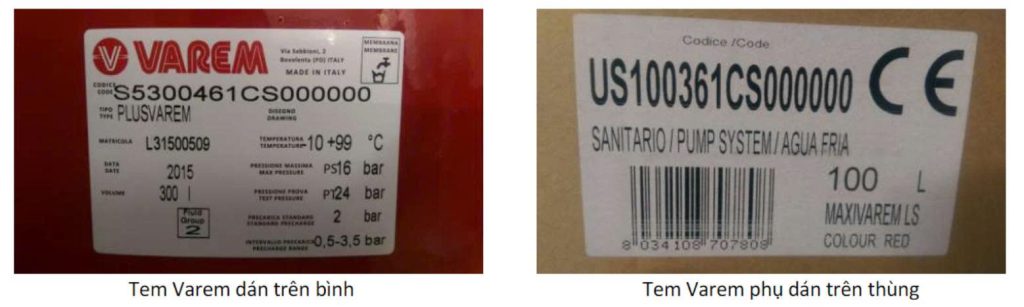 VAREM
Via Sabbioni, 2
Bovolenta (PD) ITALY
MADE IN ITALY
MEMBRANA
MEMBRANE
CODICE
CODE S5300461CS000000
TIPO
TYPE PLUSVAREM
DISEGNO
DRAWING
MATRICOLA L31500509
TEMPERATURA
TEMPERATURE -10 +99 °C
DATA
DATE 2015
PRESSIONE MASSIMA
MAX PRESSURE PS16 bar
VOLUME 300 l
PRESSIONE PROVA
TEST PRESSURE PT24 bar
Fluid
Group
2
PRECARICA STANDARD
STANDARD PRECHARGE 2 bar
INTERVALLO PRECARICA
PRECHARGE RANGE 0,5-3,5 bar
Tem Varem dán trên bình
Codice /Code
US100361CS000000 CE
SANITARIO / PUMP SYSTEM / AGUA FRIA
100 L
MAXIVAREM LS
COLOUR RED
8 034108 707808
Tem Varem phụ dán trên thùng